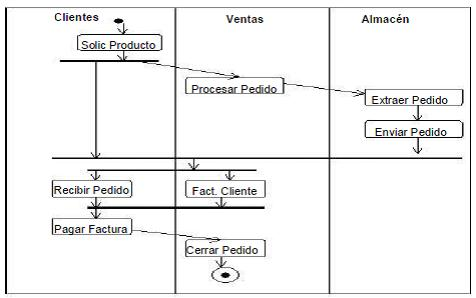 Clientes
Ventas
Almacén
Solic Producto
Procesar Pedido
Extraer Pedido
Enviar Pedido
Recibir Pedido
Fact. Cliente
Pagar Factura
Cerrar Pedido